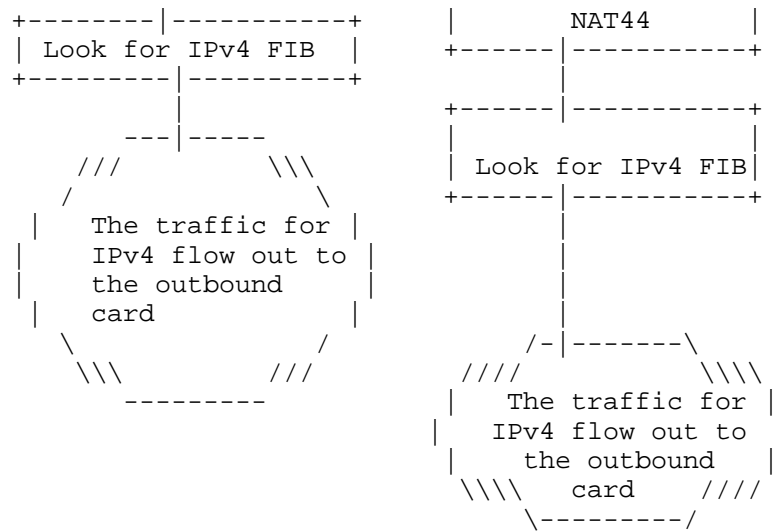 Look for IPv4 FIB
The traffic for
IPv4 flow out to
the outbound
card
NAT44
Look for IPv4 FIB
The traffic for
IPv4 flow out to
the outbound
card